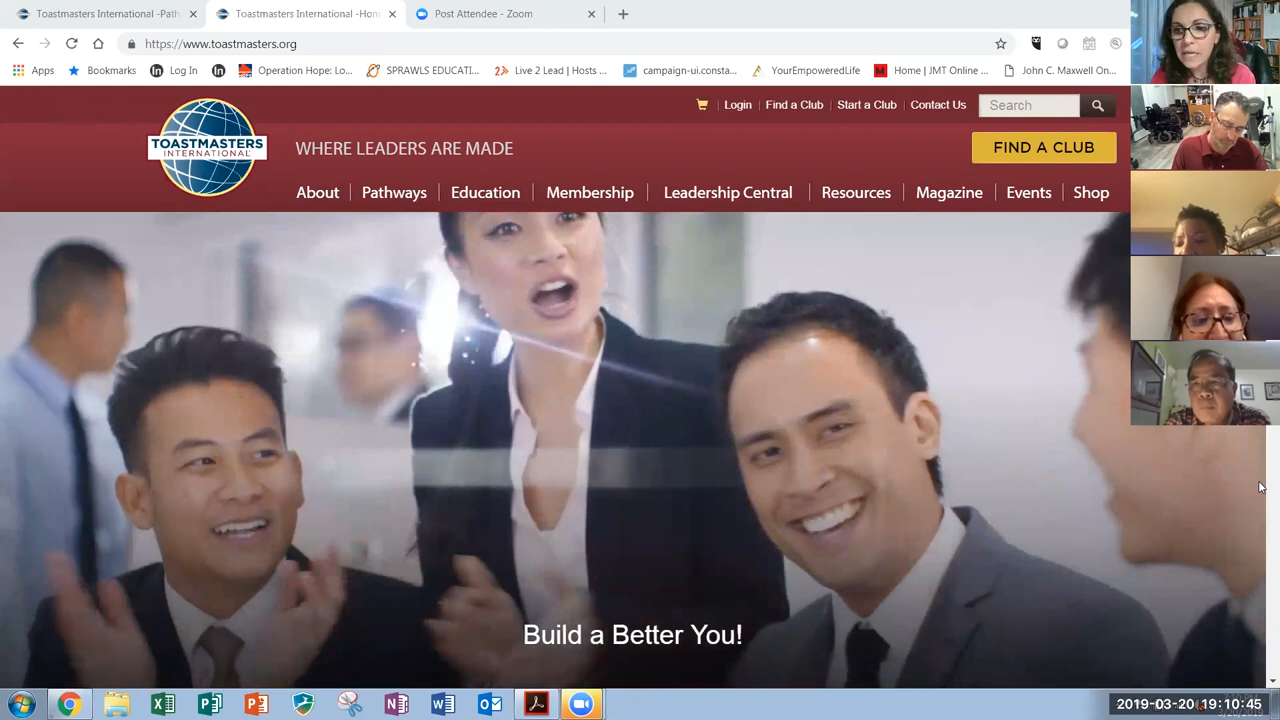 Toastmasters International -Path
Toastmasters International -Hom
Post Attendee - Zoom
https://www.toastmasters.org
Apps
Bookmarks
Log In
Operation Hope: Lo...
SPRAWLS EDUCATI...
Live 2 Lead | Hosts ...
campaign-ui.consta...
YourEmpoweredLife
Home | JMT Online ...
John C. Maxwell On...
Login
Find a Club
Start a Club
Contact Us
Search
TOASTMASTERS
INTERNATIONAL
WHERE LEADERS ARE MADE
FIND A CLUB
About
Pathways
Education
Membership
Leadership Central
Resources
Magazine
Events
Shop
Build a Better You!
2019-03-20 19:10:45